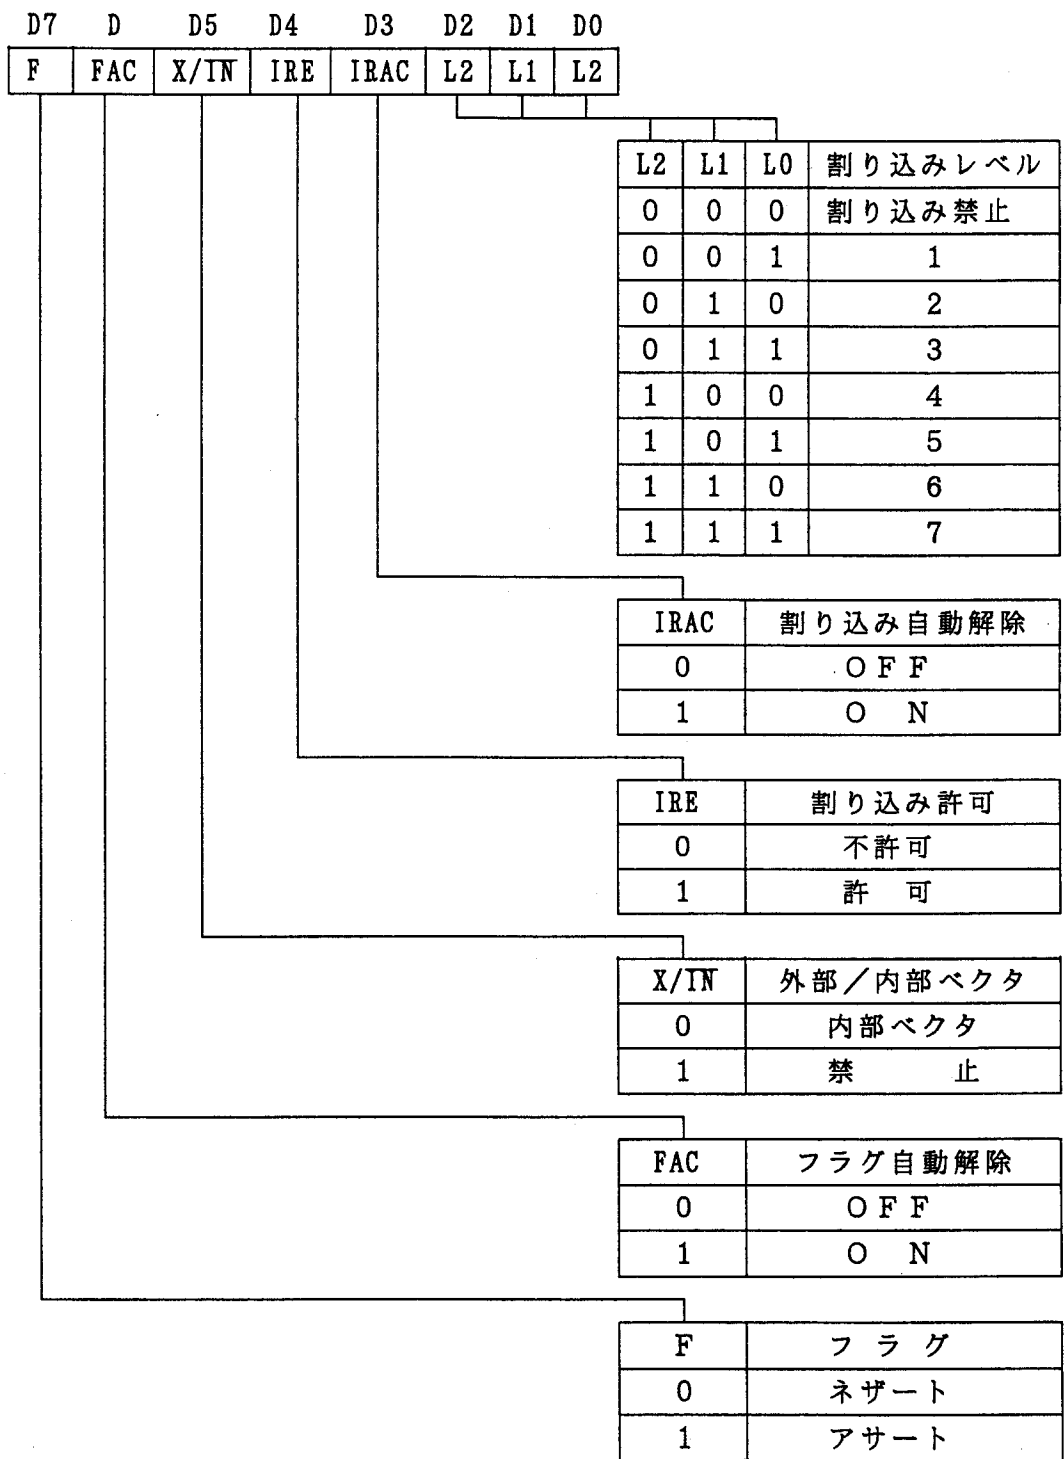 D7 D D5 D4 D3 D2 D1 D0
F FAC X/IN IRE IRAC L2 L1 L2
L2 L1 L0 割り込みレベル
0 0 0 割り込み禁止
0 0 1 1
0 1 0 2
0 1 1 3
1 0 0 4
1 0 1 5
1 1 0 6
1 1 1 7
IRAC 割り込み自動解除
0 OFF
1 O N
IRE 割り込み許可
0 不許可
1 許 可
X/IN 外部／内部ベクタ
0 内部ベクタ
1 禁 止
FAC フラグ自動解除
0 OFF
1 O N
F フラグ
0 ネザート
1 アサート